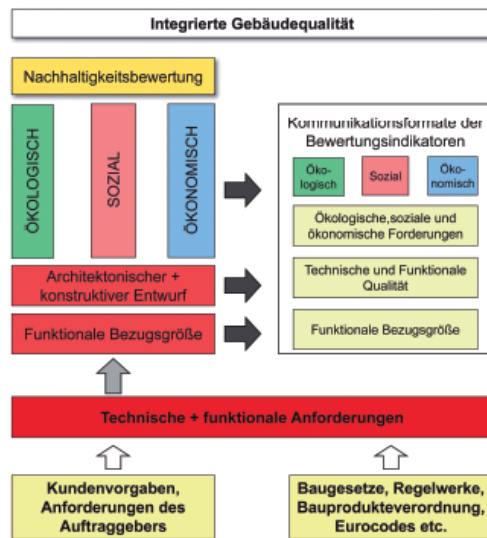 Integrierte Gebäudequalität
Nachhaltigkeitsbewertung
ÖKOLOGISCH
SOZIAL
ÖKONOMISCH
Architektonischer +
konstruktiver Entwurf
Funktionale Bezugsgröße
Kommunikationsformate der
Bewertungsindikatoren
Öko-
logisch
Sozial
Öko-
nomisch
Ökologische,soziale und
ökonomische Forderungen
Technische und Funktionale
Qualität
Funktionale Bezugsgröße
Technische + funktionale Anforderungen
Kundenvorgaben,
Anforderungen des
Auftraggebers
Baugesetze, Regelwerke,
Bauprodukteverordnung,
Eurocodes etc.